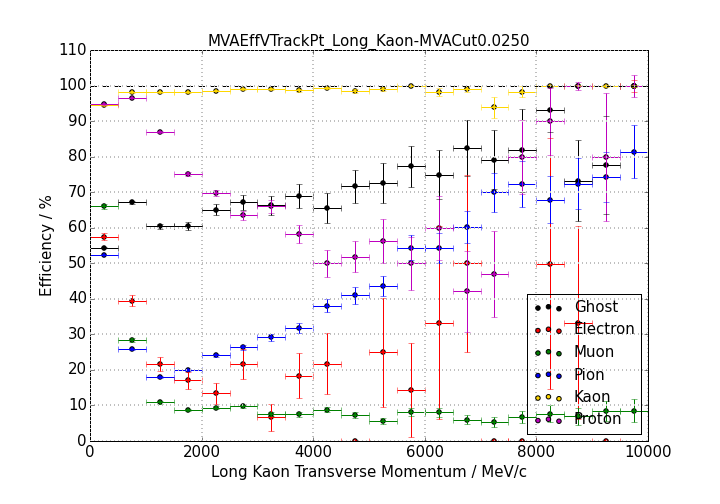 MVAEffVTrackPt_Long_Kaon-MVACut0.0250
110
100
90
80
70
60
50
40
30
20
10
0
Efficiency / %
Ghost
Electron
Muon
Pion
Kaon
Proton
0 2000 4000 6000 8000 10000
Long Kaon Transverse Momentum / MeV/c